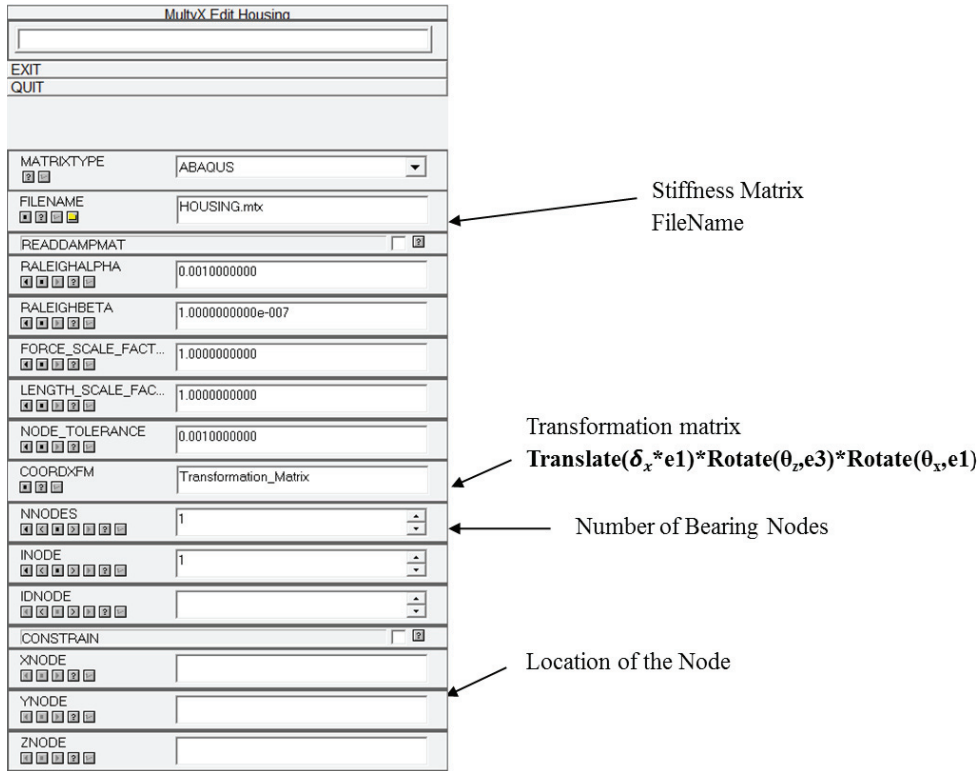 MultyX Edit Housing
EXIT
QUIT
MATRIXTYPE
ABAQUS
FILENAME
HOUSING.mtx
Stiffness Matrix
FileName
READDAMPMAT
RALEIGHALPHA
0.0010000000
RALEIGHBETA
1.0000000000e-007
FORCE_SCALE_FACT...
1.0000000000
LENGTH_SCALE_FAC...
1.0000000000
NODE_TOLERANCE
0.0010000000
Transformation matrix
Translate(δₓ*e1)*Rotate(θz,e3)*Rotate(θₓ,e1)
COORDXFM
Transformation_Matrix
NNODES
1
Number of Bearing Nodes
INODE
1
IDNODE
CONSTRAIN
XNODE
Location of the Node
YNODE
ZNODE